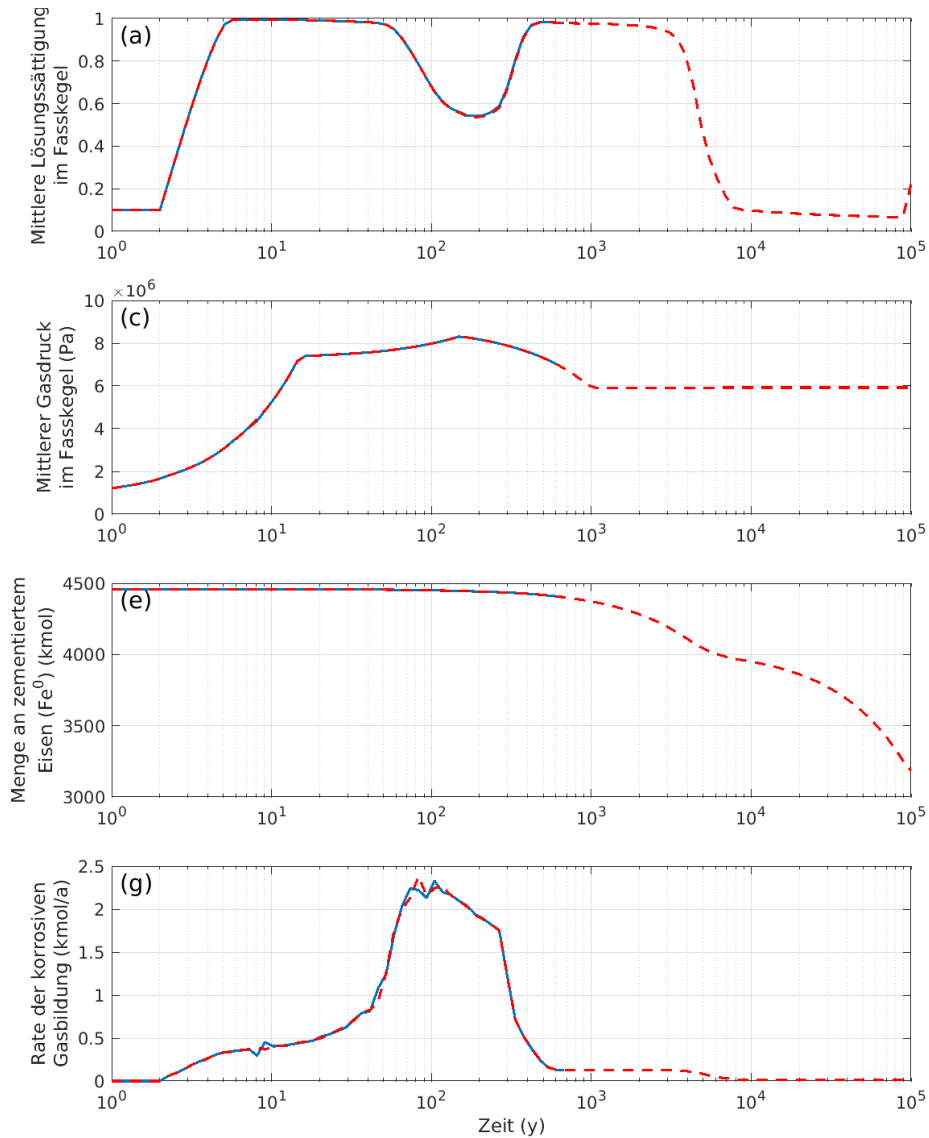 (a)
Mittlere Lösungssättigung
im Fasskegel
1
0.8
0.6
0.4
0.2
0
10^0 10^1 10^2 10^3 10^4 10^5
×10^6
(c)
Mittlerer Gasdruck
im Fasskegel (Pa)
10
8
6
4
2
0
10^0 10^1 10^2 10^3 10^4 10^5
(e)
Menge an zementiertem
Eisen (Fe^0) (kmol)
4500
4000
3500
3000
10^0 10^1 10^2 10^3 10^4 10^5
(g)
Rate der korrosiven
Gasbildung (kmol/a)
2.5
2
1.5
1
0.5
0
10^0 10^1 10^2 10^3 10^4 10^5
Zeit (y)